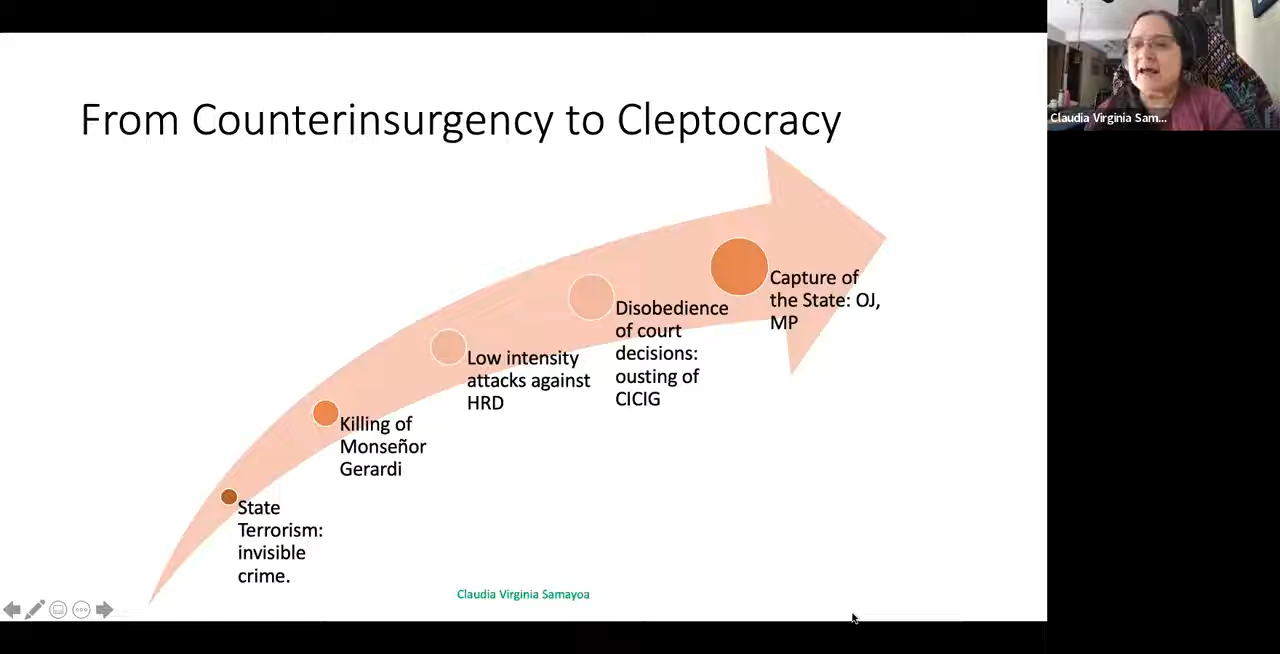 From Counterinsurgency to Cleptocracy
Claudia Virginia Sam...
State
Terrorism:
invisible
crime.
Killing of
Monseñor
Gerardi
Low intensity
attacks against
HRD
Disobedience
of court
decisions:
ousting of
CICIG
Capture of
the State: OJ,
MP
Claudia Virginia Samayoa